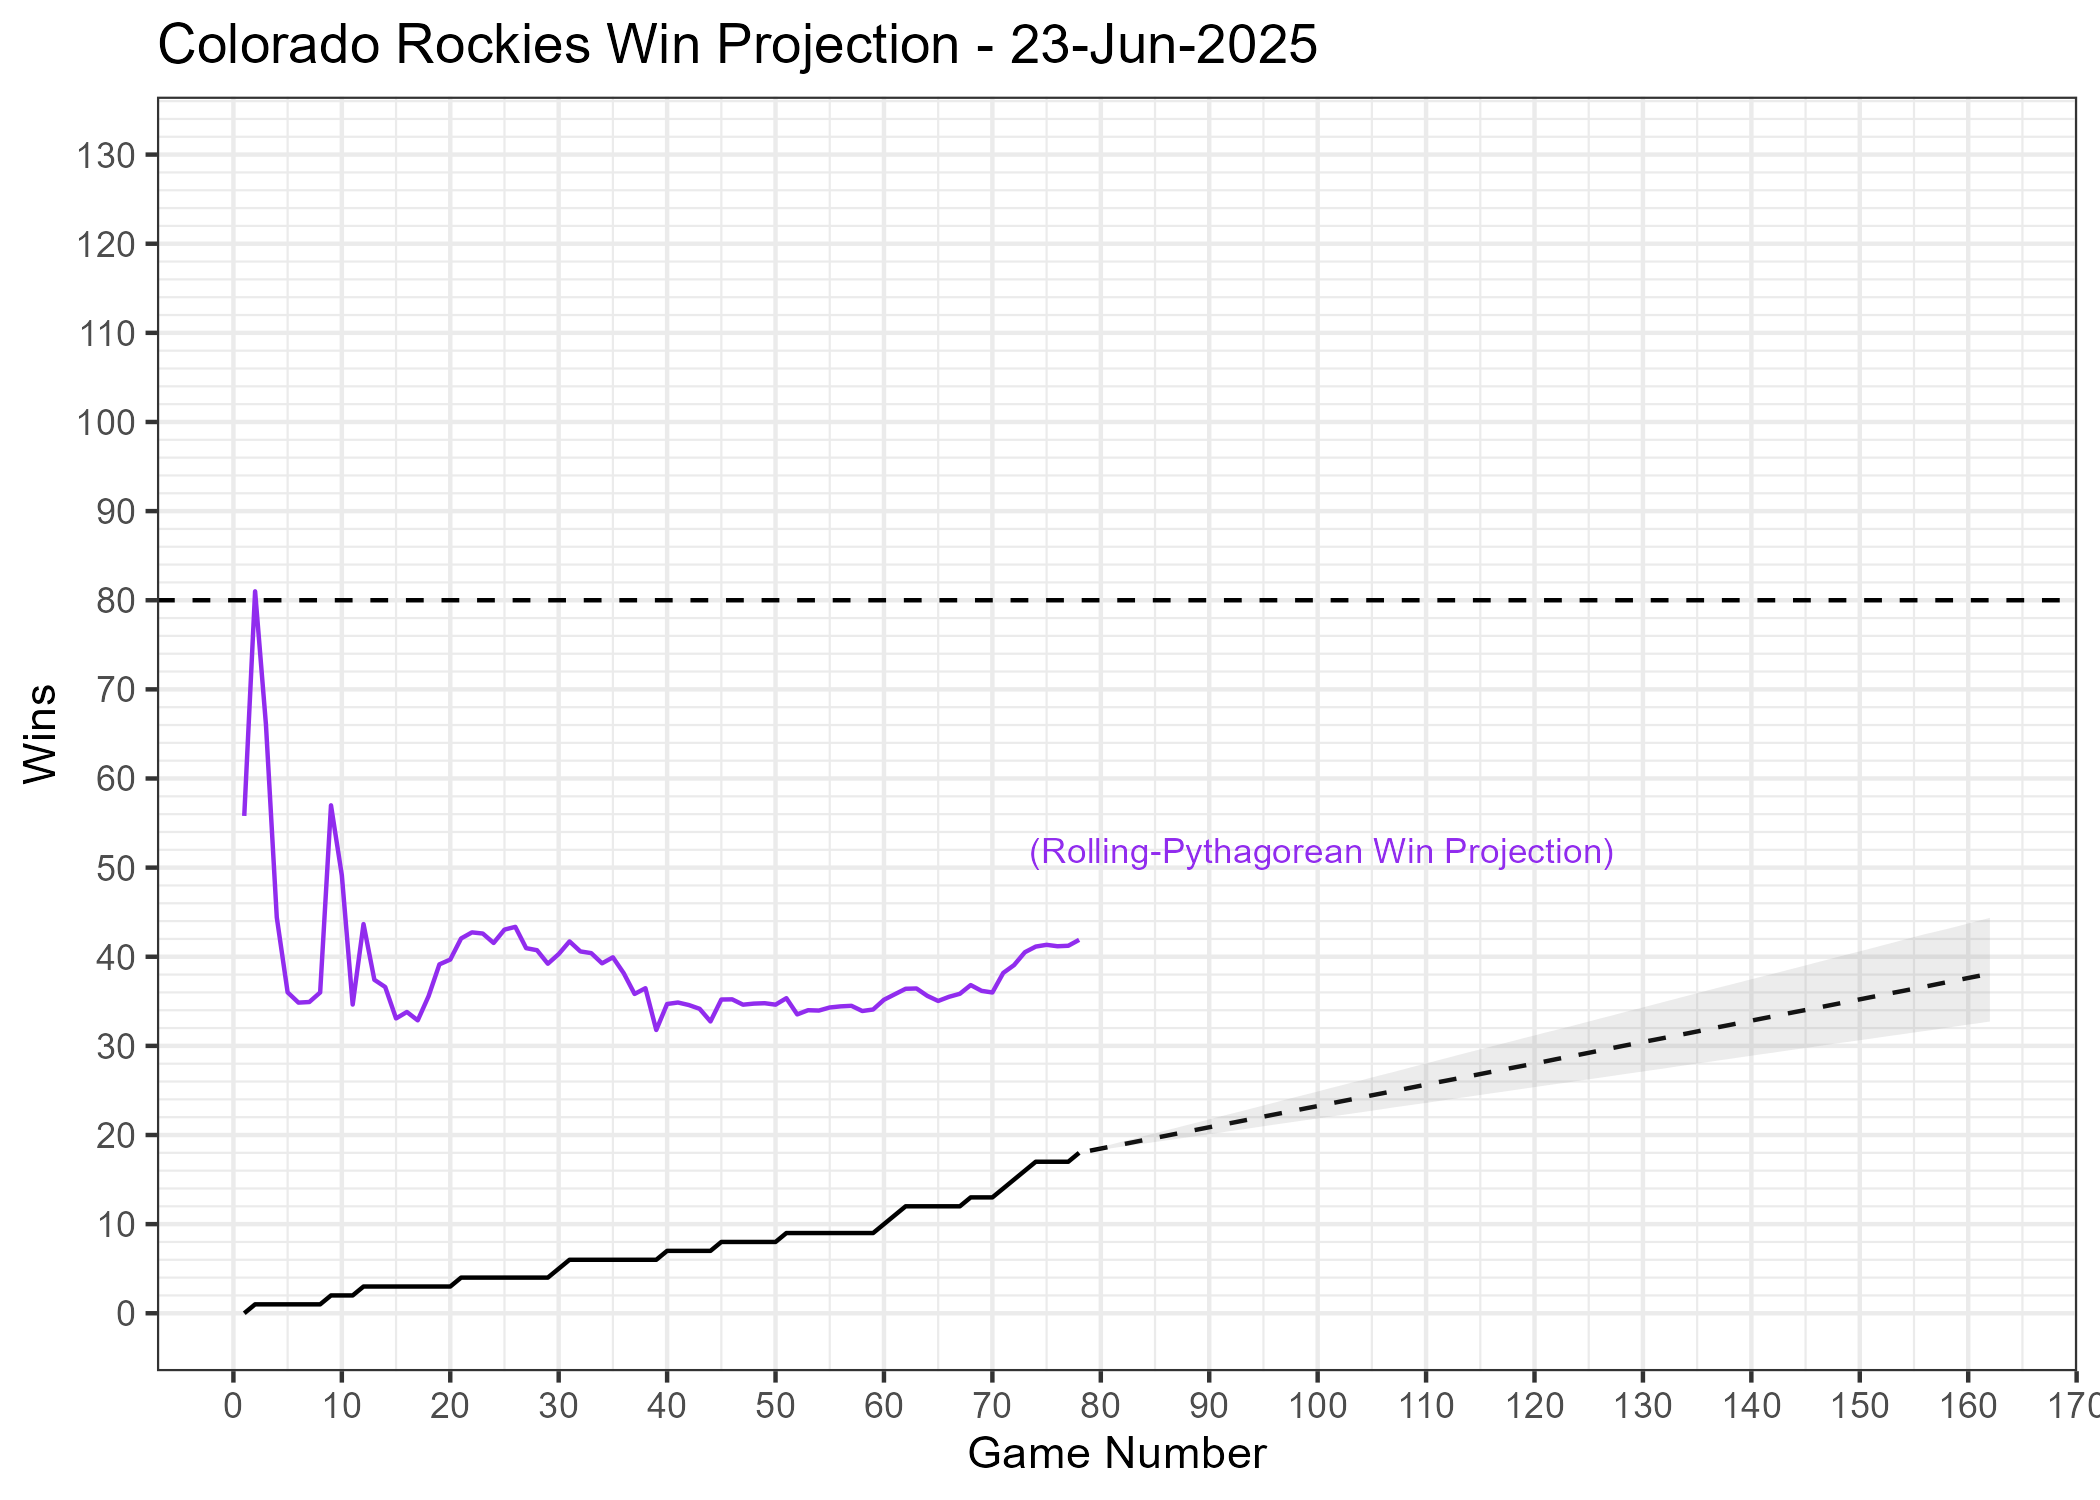 Colorado Rockies Win Projection - 23-Jun-2025
130
120
110
100
90
80
70
60
50
40
30
20
10
0
Wins
(Rolling-Pythagorean Win Projection)
0 10 20 30 40 50 60 70 80 90 100 110 120 130 140 150 160 170
Game Number